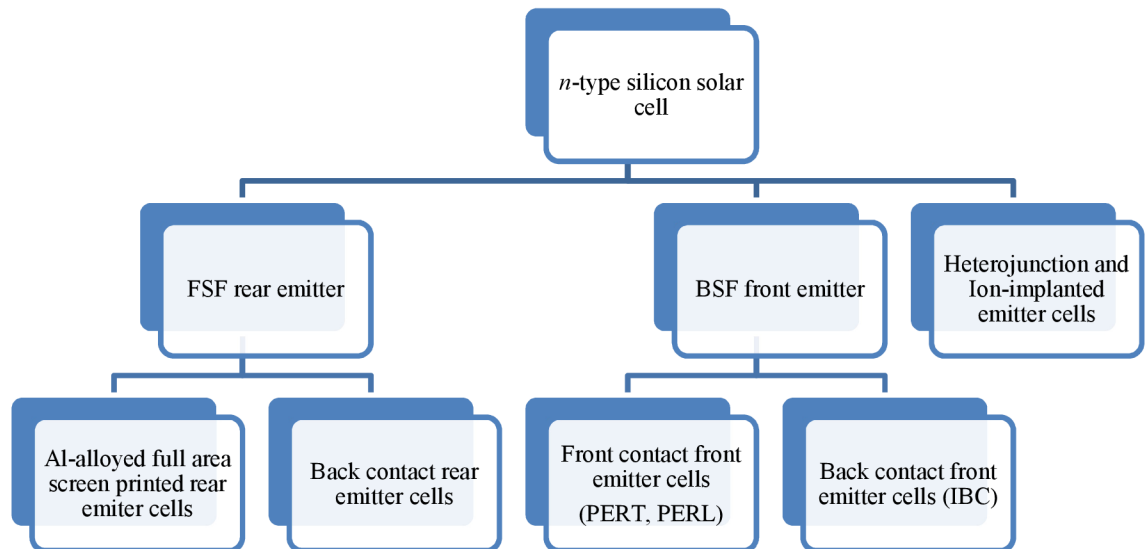 n-type silicon solar
cell
FSF rear emitter
BSF front emitter
Heterojunction and
Ion-implanted
emitter cells
Al-alloyed full area
screen printed rear
emiter cells
Back contact rear
emitter cells
Front contact front
emitter cells
(PERT, PERL)
Back contact front
emitter cells (IBC)